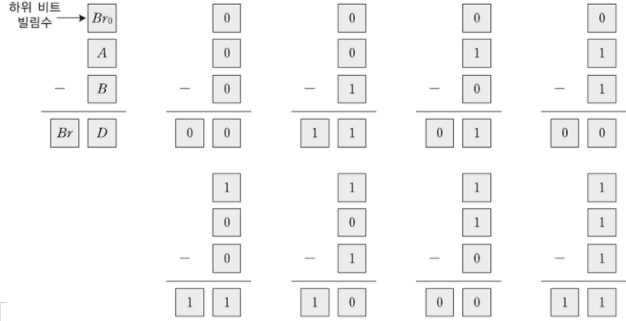 하위 비트
빌림수
Br₀ 0 0 0 0
A 0 0 1 1
− B − 0 − 1 − 0 − 1
Br D 0 0 1 1 0 1 0 0
1 1 1 1
0 0 1 1
− 0 − 1 − 0 − 1
1 1 1 0 0 0 1 1